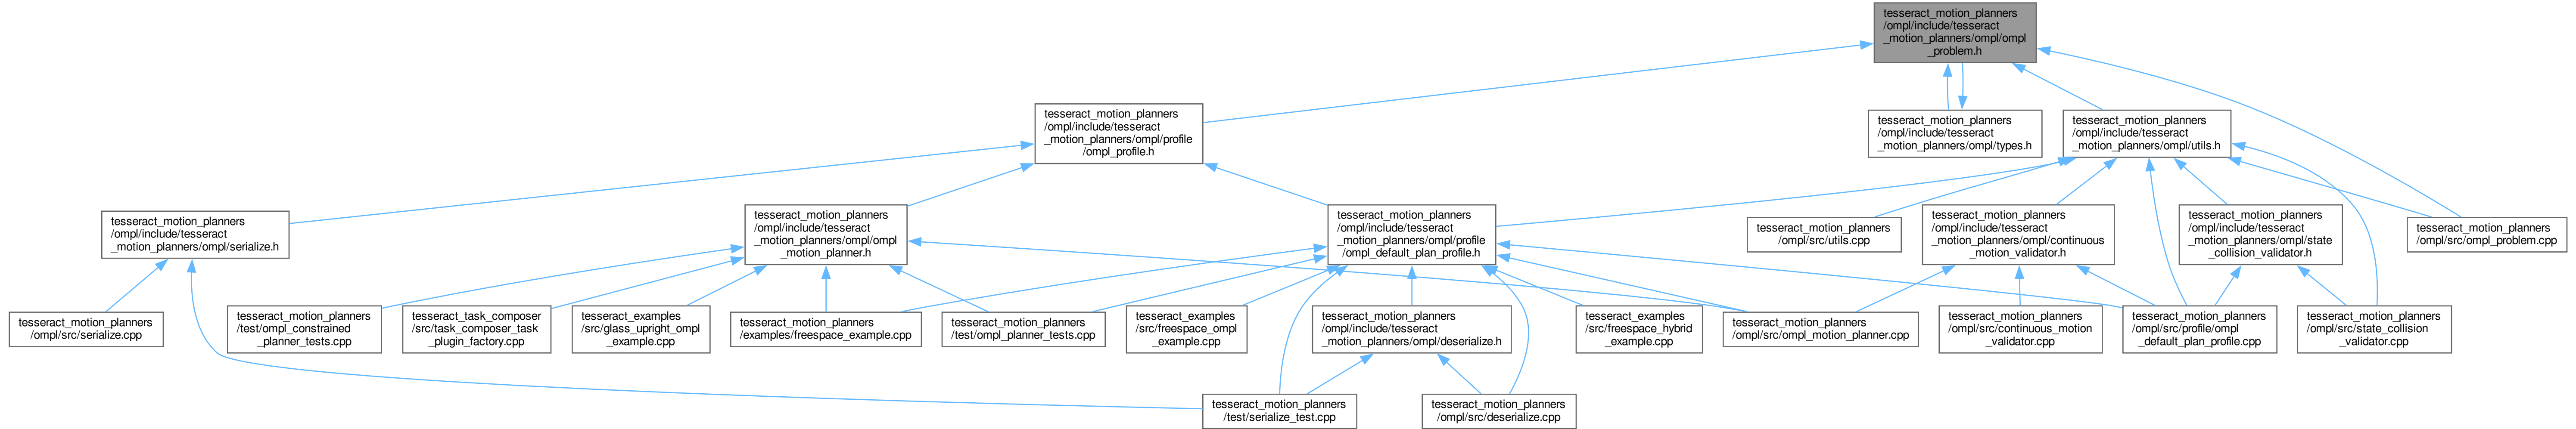 tesseract_motion_planners
/ompl/include/tesseract
_motion_planners/ompl/ompl
_problem.h
tesseract_motion_planners
/ompl/include/tesseract
_motion_planners/ompl/profile
/ompl_profile.h
tesseract_motion_planners
/ompl/include/tesseract
_motion_planners/ompl/types.h
tesseract_motion_planners
/ompl/include/tesseract
_motion_planners/ompl/utils.h
tesseract_motion_planners
/ompl/include/tesseract
_motion_planners/ompl/serialize.h
tesseract_motion_planners
/ompl/include/tesseract
_motion_planners/ompl/ompl
_motion_planner.h
tesseract_motion_planners
/ompl/include/tesseract
_motion_planners/ompl/profile
/ompl_default_plan_profile.h
tesseract_motion_planners
/ompl/src/utils.cpp
tesseract_motion_planners
/ompl/include/tesseract
_motion_planners/ompl/continuous
_motion_validator.h
tesseract_motion_planners
/ompl/include/tesseract
_motion_planners/ompl/state
_collision_validator.h
tesseract_motion_planners
/ompl/src/ompl_problem.cpp
tesseract_motion_planners
/ompl/src/serialize.cpp
tesseract_motion_planners
/test/ompl_constrained
_planner_tests.cpp
tesseract_task_composer
/src/task_composer_task
_plugin_factory.cpp
tesseract_examples
/src/glass_upright_ompl
_example.cpp
tesseract_motion_planners
/examples/freespace_example.cpp
tesseract_motion_planners
/test/ompl_planner_tests.cpp
tesseract_examples
/src/freespace_ompl
_example.cpp
tesseract_motion_planners
/ompl/include/tesseract
_motion_planners/ompl/deserialize.h
tesseract_examples
/src/freespace_hybrid
_example.cpp
tesseract_motion_planners
/ompl/src/ompl_motion_planner.cpp
tesseract_motion_planners
/ompl/src/continuous_motion
_validator.cpp
tesseract_motion_planners
/ompl/src/profile/ompl
_default_plan_profile.cpp
tesseract_motion_planners
/ompl/src/state_collision
_validator.cpp
tesseract_motion_planners
/test/serialize_test.cpp
tesseract_motion_planners
/ompl/src/deserialize.cpp